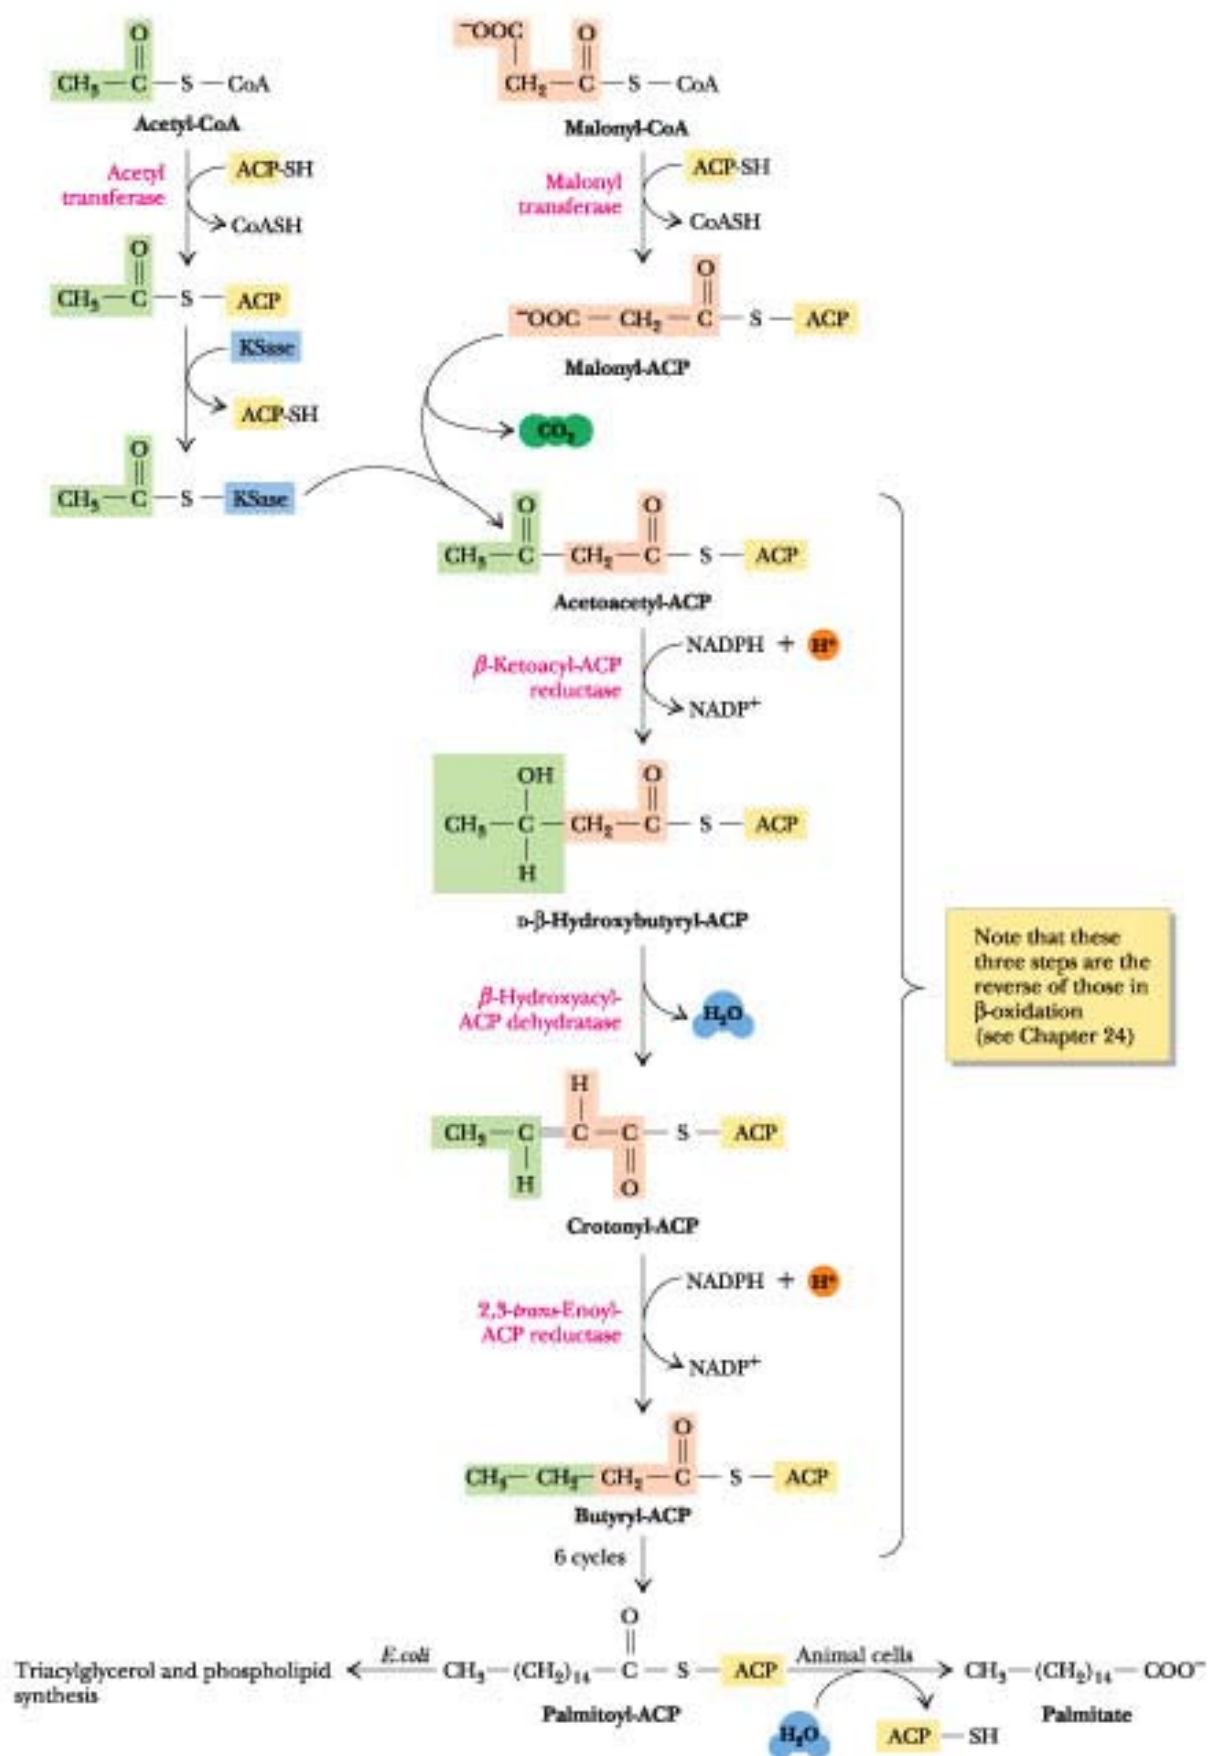 O
CH₃—C—S—CoA
Acetyl-CoA
⁻OOC
O
CH₂—C—S—CoA
Malonyl-CoA
Acetyl
transferase
ACP-SH
CoASH
Malonyl
transferase
ACP-SH
CoASH
O
CH₃—C—S—ACP
O
⁻OOC—CH₂—C—S—ACP
Malonyl-ACP
KSase
ACP-SH
CO₂
O
CH₃—C—S—KSase
O O
CH₃—C—CH₂—C—S—ACP
Acetoacetyl-ACP
β-Ketoacyl-ACP
reductase
NADPH + H⁺
NADP⁺
OH O
CH₃—C—CH₂—C—S—ACP
H
D-β-Hydroxybutyryl-ACP
Note that these
three steps are the
reverse of those in
β-oxidation
(see Chapter 24)
β-Hydroxyacyl-
ACP dehydratase
H₂O
H
CH₃—C=C—C—S—ACP
H O
Crotonyl-ACP
2,3-trans-Enoyl-
ACP reductase
NADPH + H⁺
NADP⁺
O
CH₃—CH₂—CH₂—C—S—ACP
Butyryl-ACP
6 cycles
O
Triacylglycerol and phospholipid
synthesis
E.coli
CH₃—(CH₂)₁₄—C—S—ACP
Palmitoyl-ACP
Animal cells
H₂O
ACP—SH
CH₃—(CH₂)₁₄—COO⁻
Palmitate